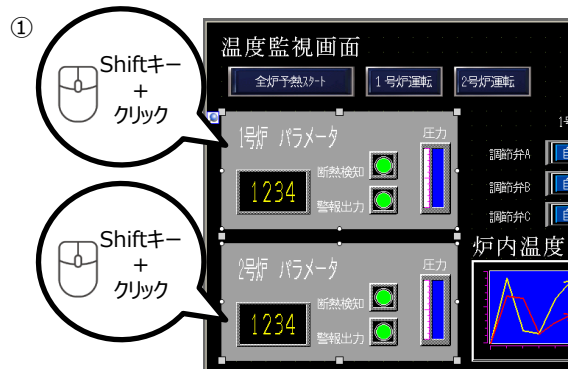 ①
Shiftキー
+
クリック
温度監視画面
全炉予熱スタート
1号炉運転
2号炉運転
1号炉 パラメータ
圧力
断熱検知
1234
警報出力
調節弁A
調節弁B
調節弁C
Shiftキー
+
クリック
2号炉 パラメータ
圧力
断熱検知
1234
警報出力
炉内温度